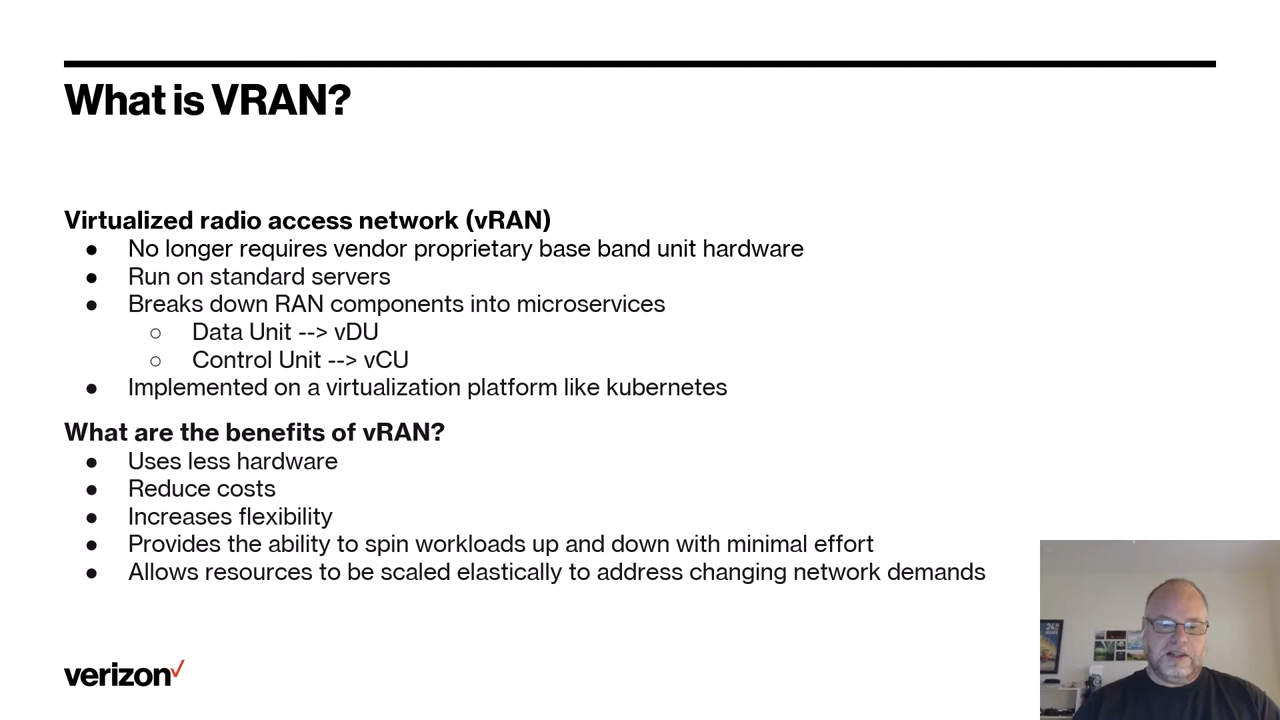 What is VRAN?
Virtualized radio access network (vRAN)
● No longer requires vendor proprietary base band unit hardware
● Run on standard servers
● Breaks down RAN components into microservices
○ Data Unit --> vDU
○ Control Unit --> vCU
● Implemented on a virtualization platform like kubernetes
What are the benefits of vRAN?
● Uses less hardware
● Reduce costs
● Increases flexibility
● Provides the ability to spin workloads up and down with minimal effort
● Allows resources to be scaled elastically to address changing network demands
verizon